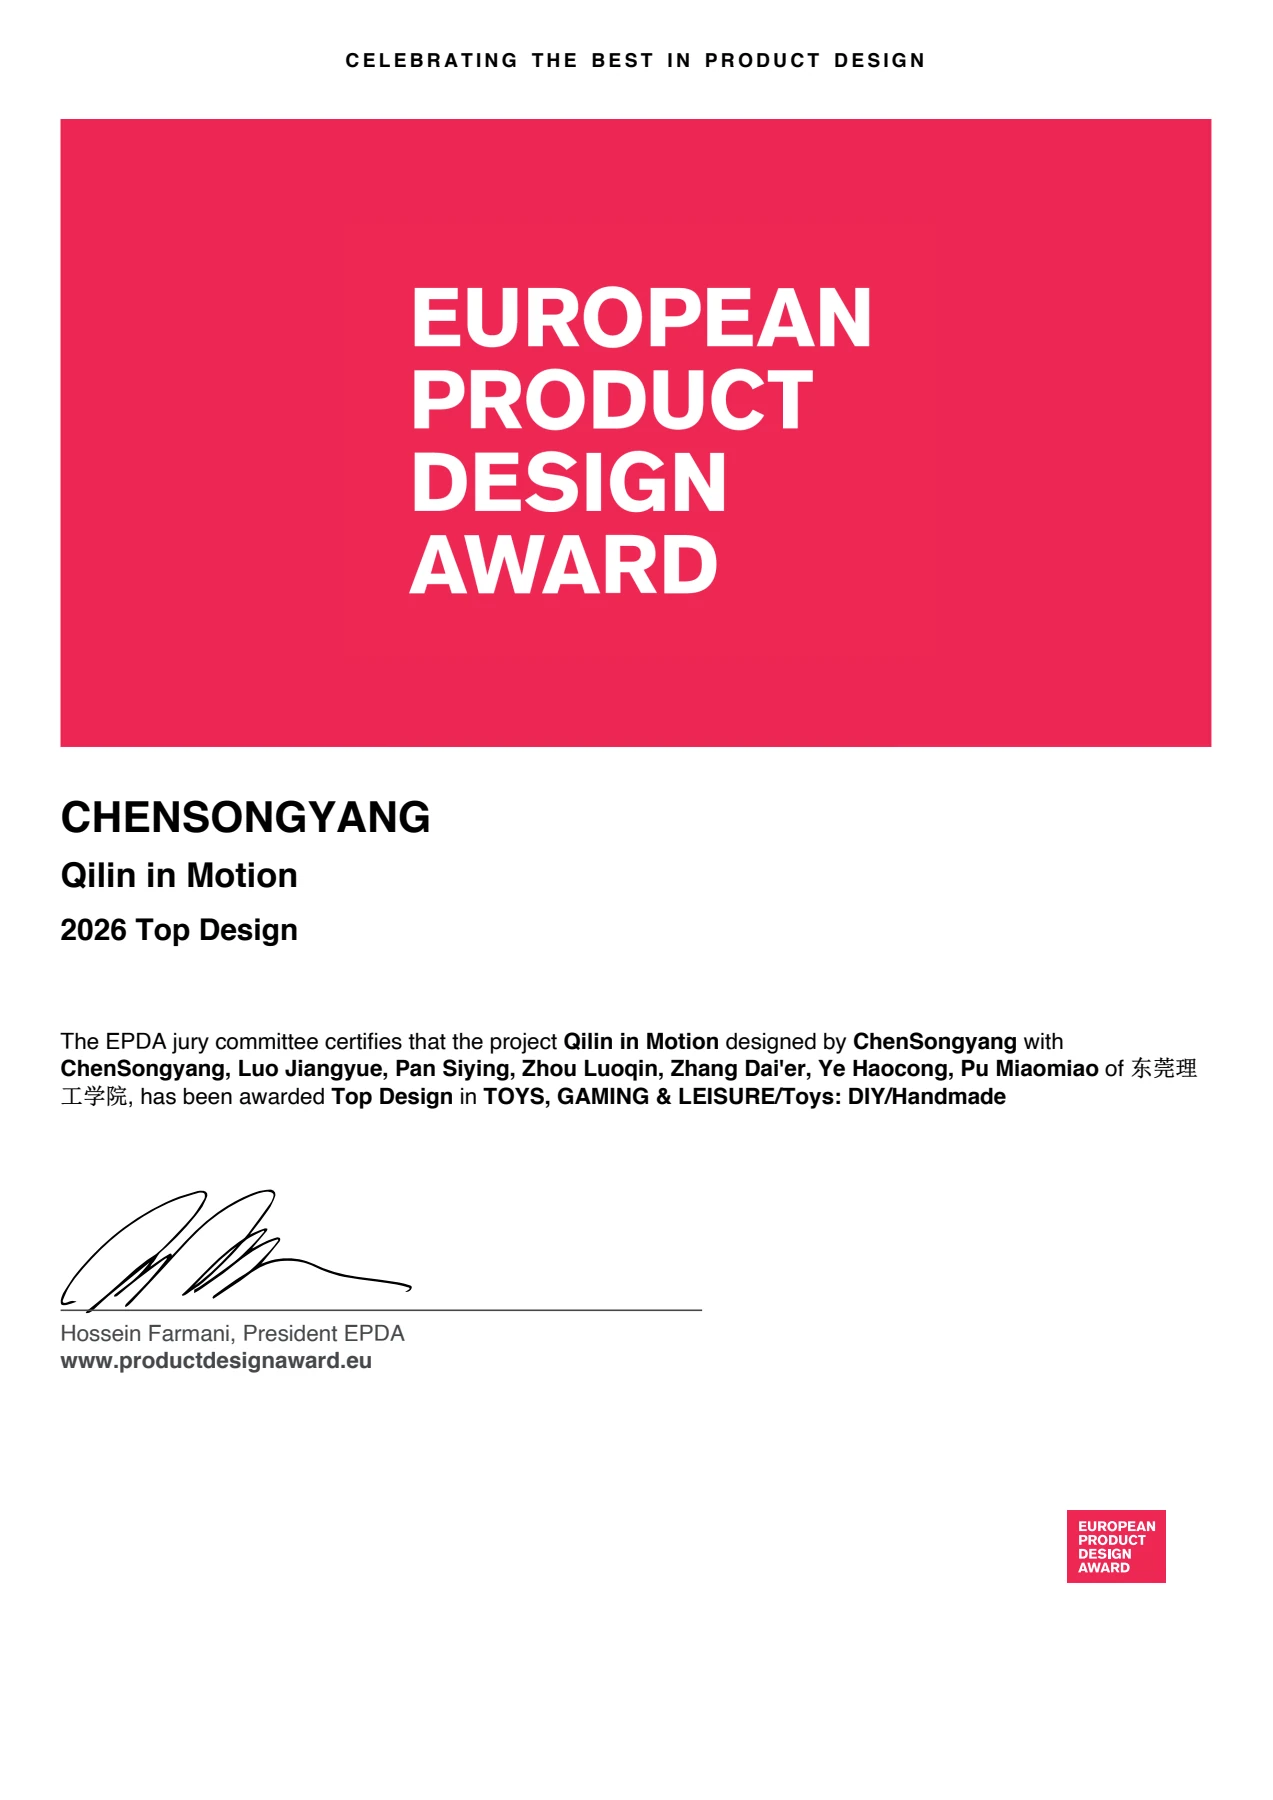 CELEBRATING THE BEST IN PRODUCT DESIGN
EUROPEAN
PRODUCT
DESIGN
AWARD
CHENSONGYANG
Qilin in Motion
2026 Top Design
The EPDA jury committee certifies that the project Qilin in Motion designed by ChenSongyang with
ChenSongyang, Luo Jiangyue, Pan Siying, Zhou Luoqin, Zhang Dai'er, Ye Haocong, Pu Miaomiao of 东莞理
工学院, has been awarded Top Design in TOYS, GAMING & LEISURE/Toys: DIY/Handmade
Hossein Farmani, President EPDA
www.productdesignaward.eu
EUROPEAN
PRODUCT
DESIGN
AWARD